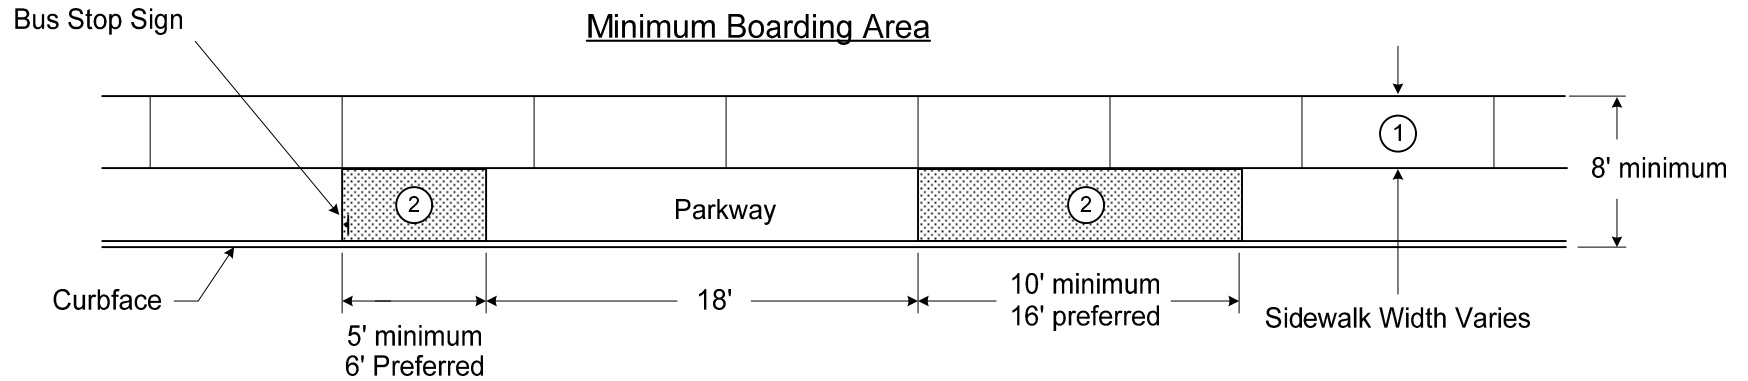 Bus Stop Sign
Minimum Boarding Area
1
8' minimum
2
Parkway
2
Curbface
5' minimum
6' Preferred
18'
10' minimum
16' preferred
Sidewalk Width Varies